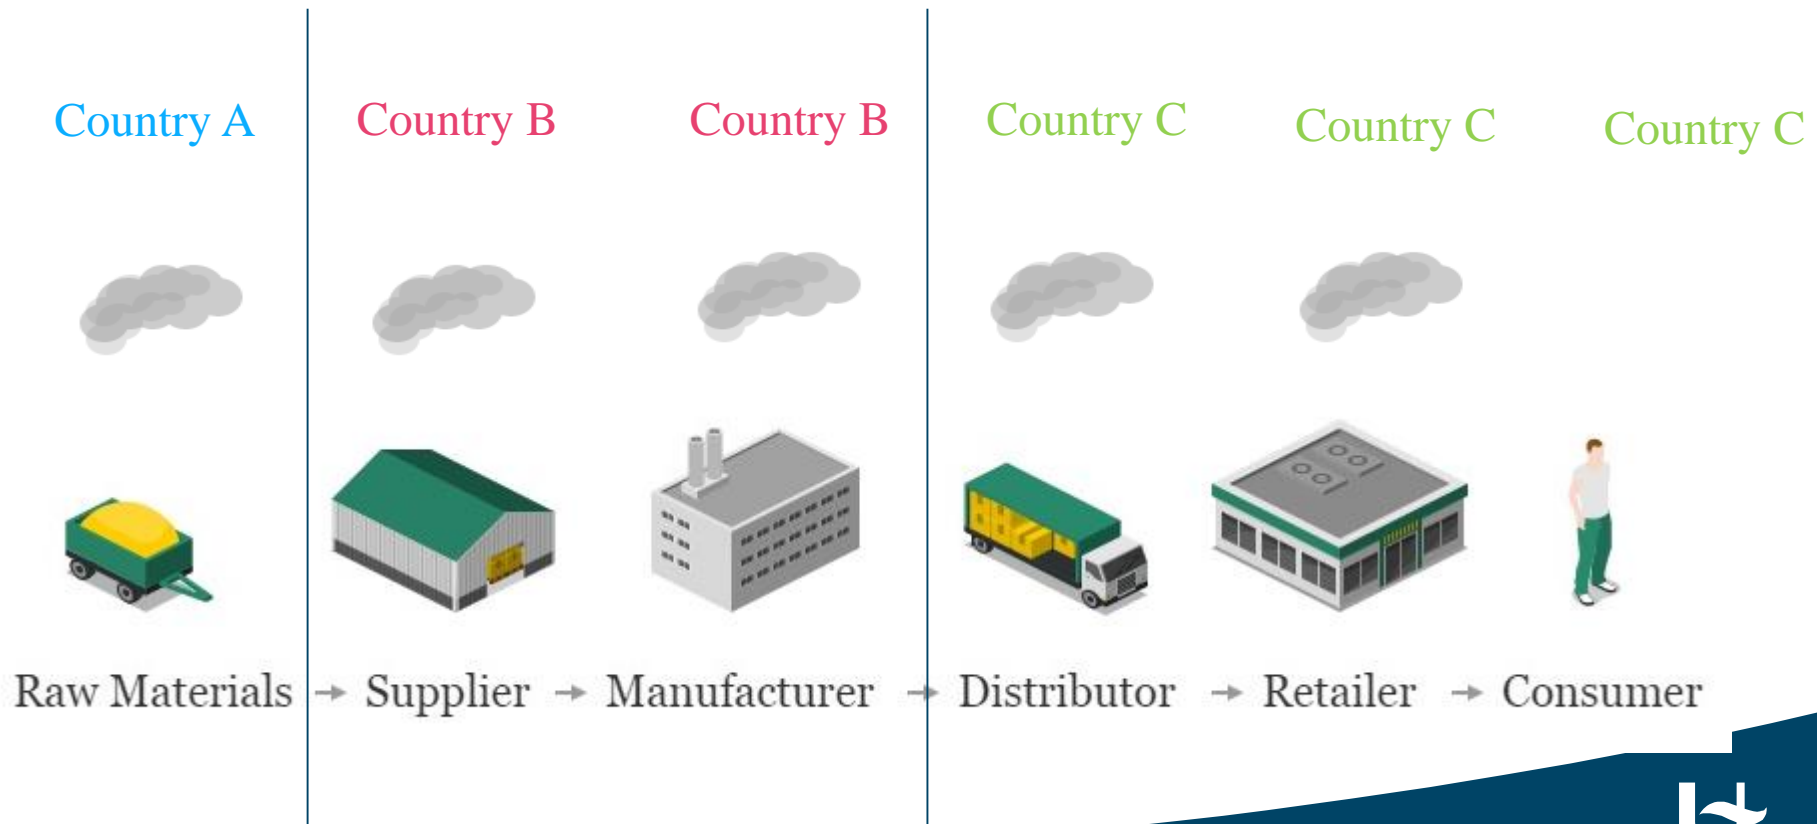 Country A
Country B
Country B
Country C
Country C
Country C
Raw Materials → Supplier → Manufacturer → Distributor → Retailer → Consumer